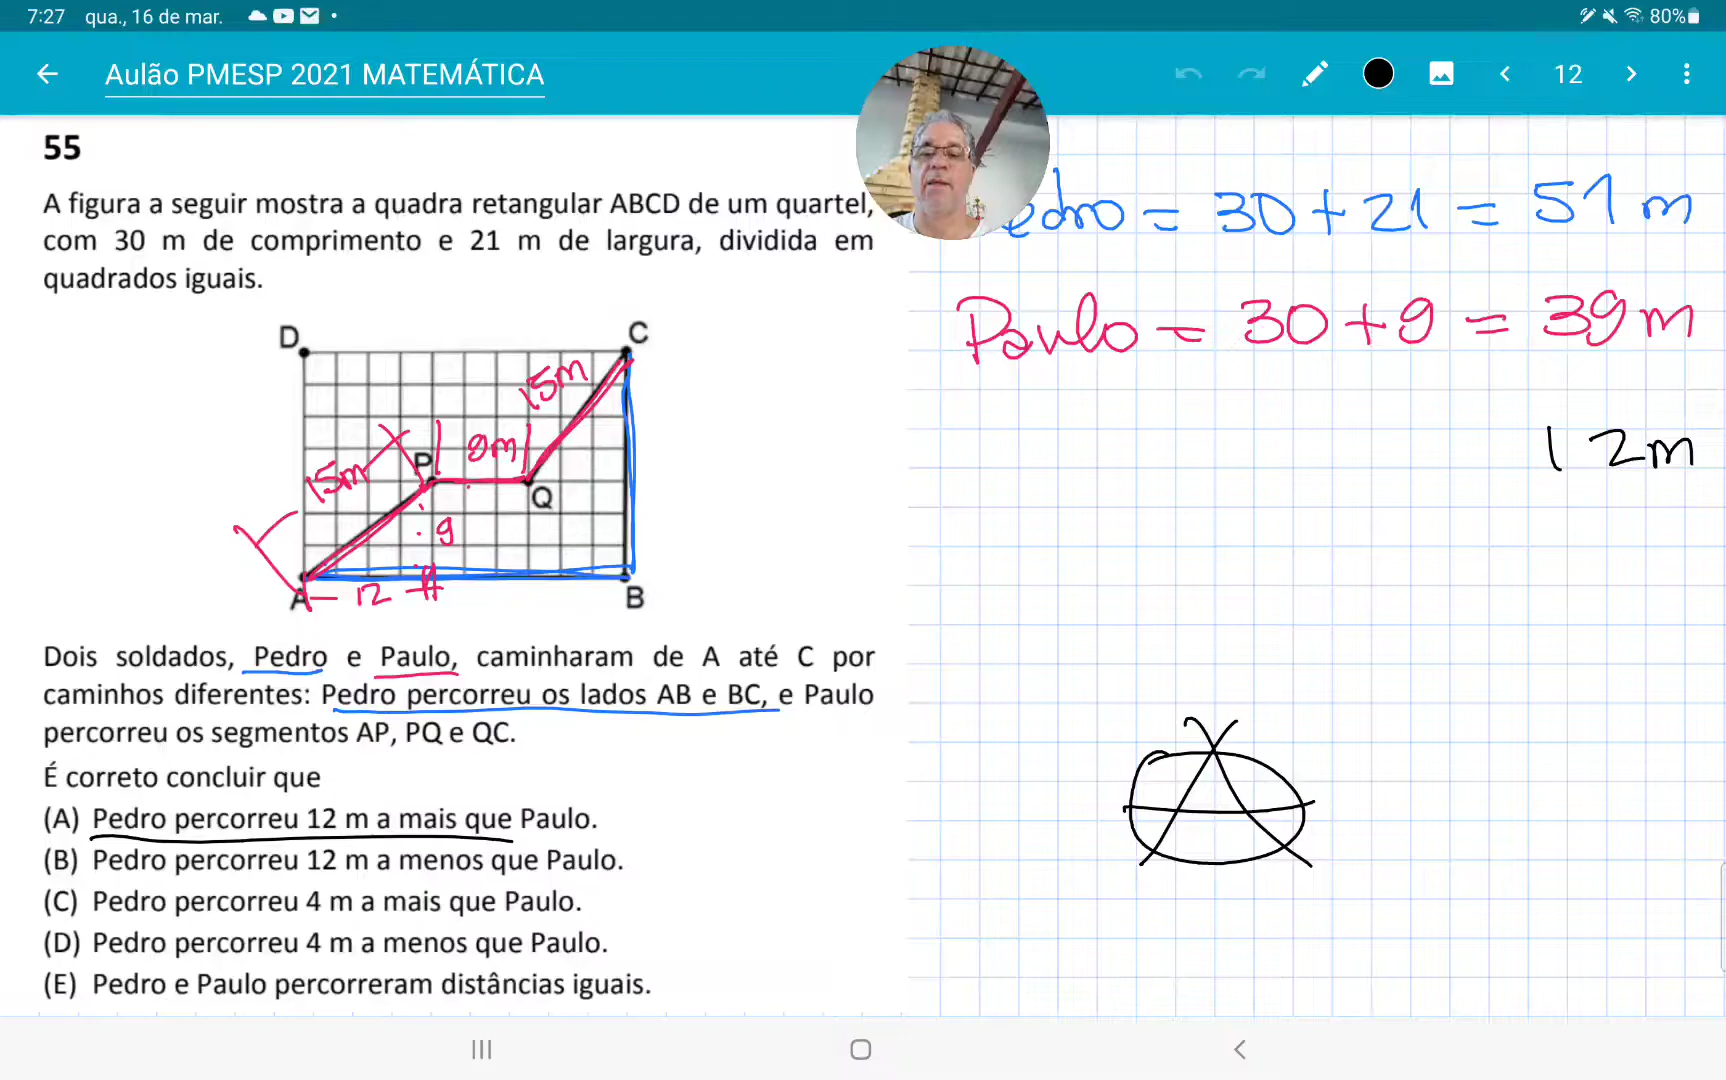 7:27 qua., 16 de mar.
80%
Aulão PMESP 2021 MATEMÁTICA
12
55
A figura a seguir mostra a quadra retangular ABCD de um quartel,
com 30 m de comprimento e 21 m de largura, dividida em
quadrados iguais.
D
C
15m
P
9m
15m
Q
9
A
12
B
Dois soldados, Pedro e Paulo, caminharam de A até C por
caminhos diferentes: Pedro percorreu os lados AB e BC, e Paulo
percorreu os segmentos AP, PQ e QC.
É correto concluir que
(A) Pedro percorreu 12 m a mais que Paulo.
(B) Pedro percorreu 12 m a menos que Paulo.
(C) Pedro percorreu 4 m a mais que Paulo.
(D) Pedro percorreu 4 m a menos que Paulo.
(E) Pedro e Paulo percorreram distâncias iguais.
edro = 30 + 21 = 51 m
Paulo = 30 + 9 = 39 m
12m
A